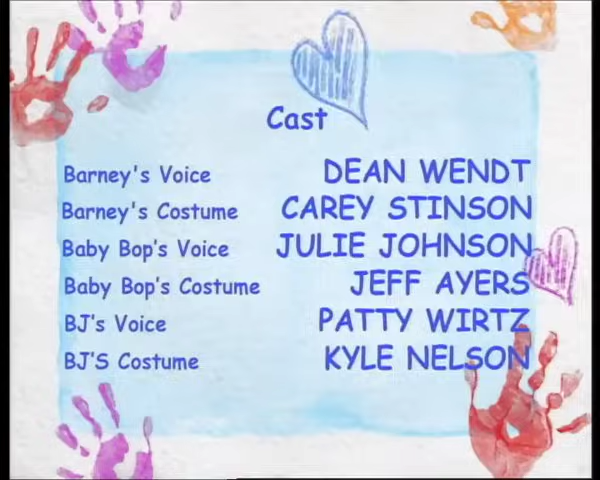 Cast
Barney's Voice DEAN WENDT
Barney's Costume CAREY STINSON
Baby Bop's Voice JULIE JOHNSON
Baby Bop's Costume JEFF AYERS
BJ's Voice PATTY WIRTZ
BJ'S Costume KYLE NELSON